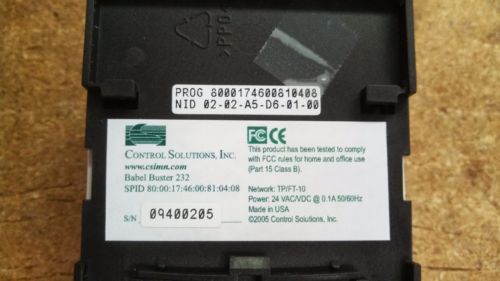 >PPO<
PROG 8000174600810408
NID 02-02-A5-D6-01-00
CONTROL SOLUTIONS, INC.
www.csimn.com
Babel Buster 232
SPID 80:00:17:46:00:81:04:08
S/N 09400205
FC CE
This product has been tested to comply
with FCC rules for home and office use
(Part 15 Class B).
Network: TP/FT-10
Power: 24 VAC/VDC @ 0.1A 50/60Hz
Made in USA
©2005 Control Solutions, Inc.